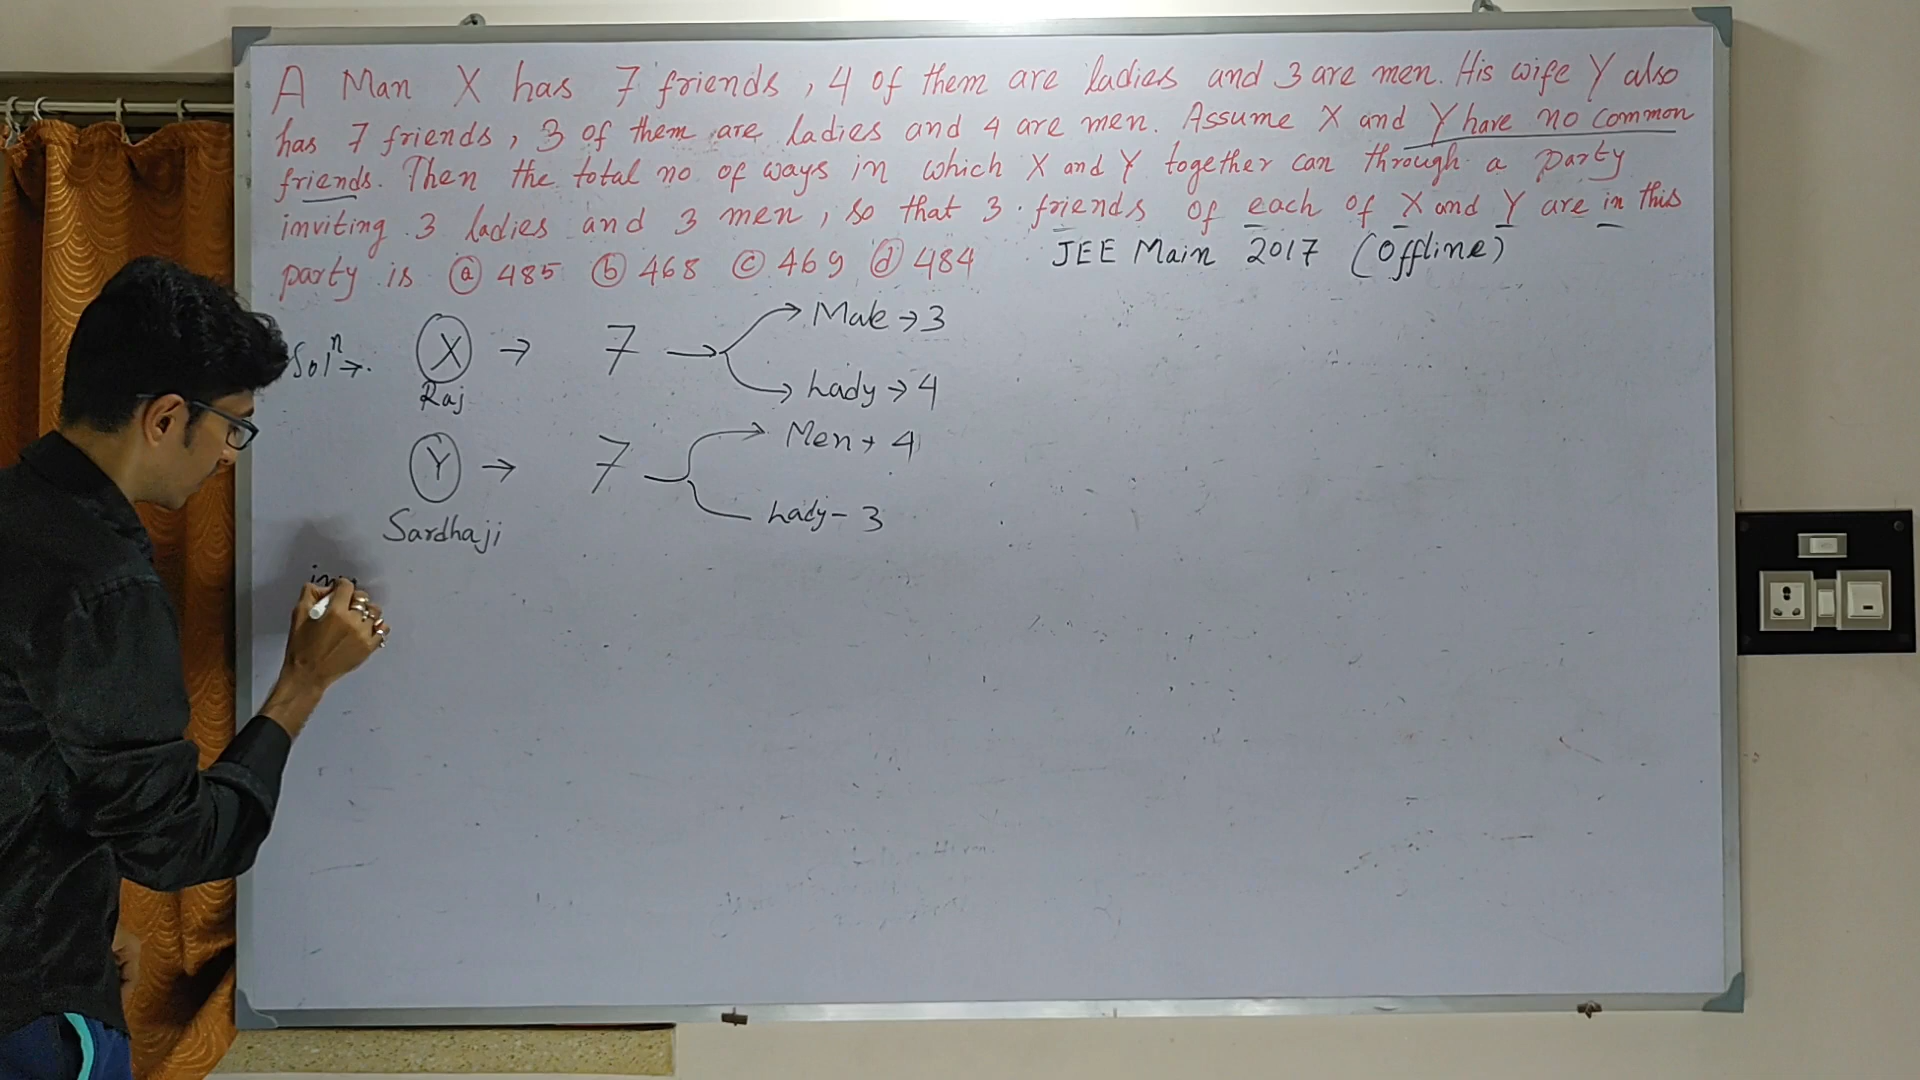 A Man X has 7 friends, 4 of them are ladies and 3 are men. His wife Y also
has 7 friends, 3 of them are ladies and 4 are men. Assume X and Y have no common
friends. Then the total no of ways in which X and Y together can through a party
inviting 3 ladies and 3 men, so that 3 friends of each of X and Y are in this
party is (a) 485 (b) 468 (c) 469 (d) 484 JEE Main 2017 (Offline)
Solⁿ→. X → 7 → Male → 3
Raj Lady → 4
Y → 7 Men → 4
Sardhaji Lady - 3